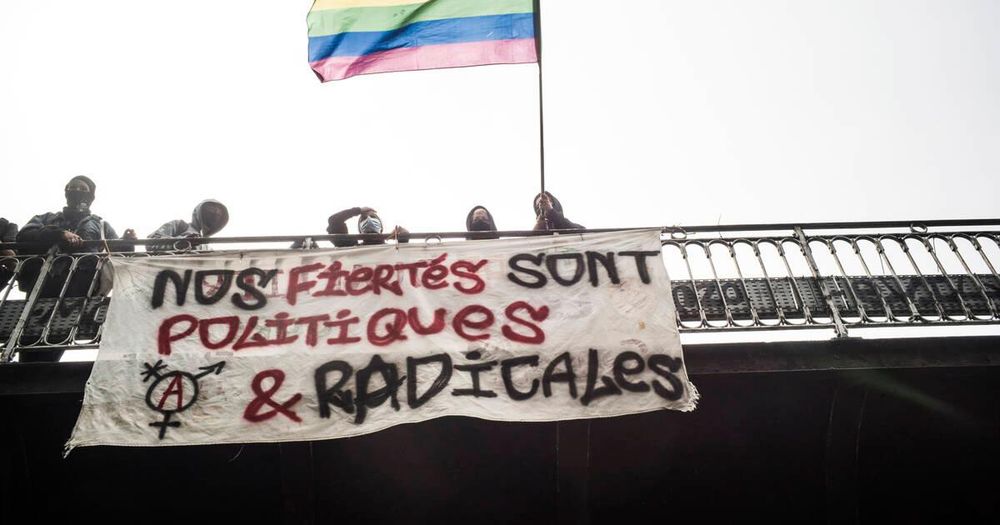 NOS FiERTéS SONT
POLiTiQUES
A & RADiCALES